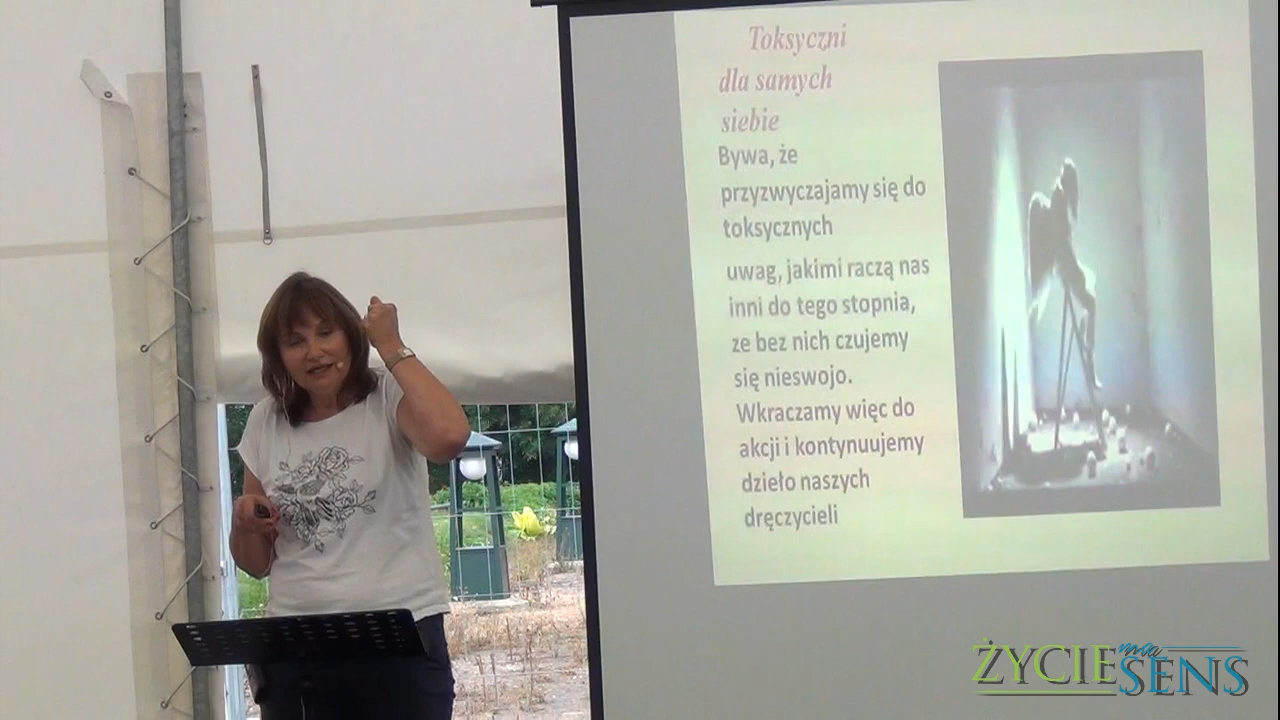 Toksyczni
dla samych
siebie
Bywa, że
przyzwyczajamy się do
toksycznych
uwag, jakimi raczą nas
inni do tego stopnia,
ze bez nich czujemy
się nieswojo.
Wkraczamy więc do
akcji i kontynuujemy
dzieło naszych
dręczycieli
ŻYCIE ma SENS